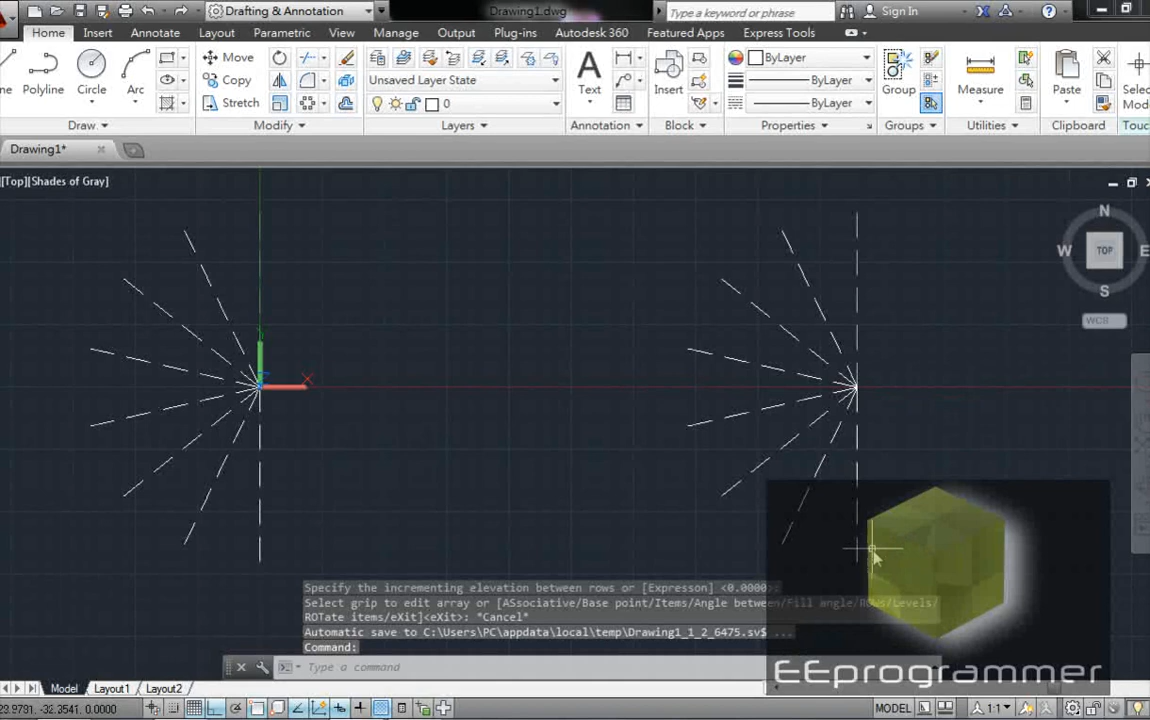 Drafting & Annotation
Drawing1.dwg
Type a keyword or phrase
Sign In
Home Insert Annotate Layout Parametric View Manage Output Plug-ins Autodesk 360 Featured Apps Express Tools
Move
Copy
Stretch
Polyline Circle Arc
Unsaved Layer State
0
Text
Insert
ByLayer
ByLayer
ByLayer
Group
Measure
Paste
Draw Modify Layers Annotation Block Properties Groups Utilities Clipboard
Drawing1*
[Top][Shades of Gray]
N
W TOP E
S
WCS
X
Specify the incrementing elevation between rows or [Expresson] <0.0000>:
Select grip to edit array or [ASsociative/Base point/Items/Angle between/Fill angle/ROWs/Levels/
ROTate items/eXit]<eXit>: *Cancel*
Automatic save to C:\Users\PC\appdata\local\temp\Drawing1_1_2_6475.sv$ ...
Command:
Type a command
EEprogrammer
Model Layout1 Layout2
-32.3541, 0.0000
MODEL
1:1